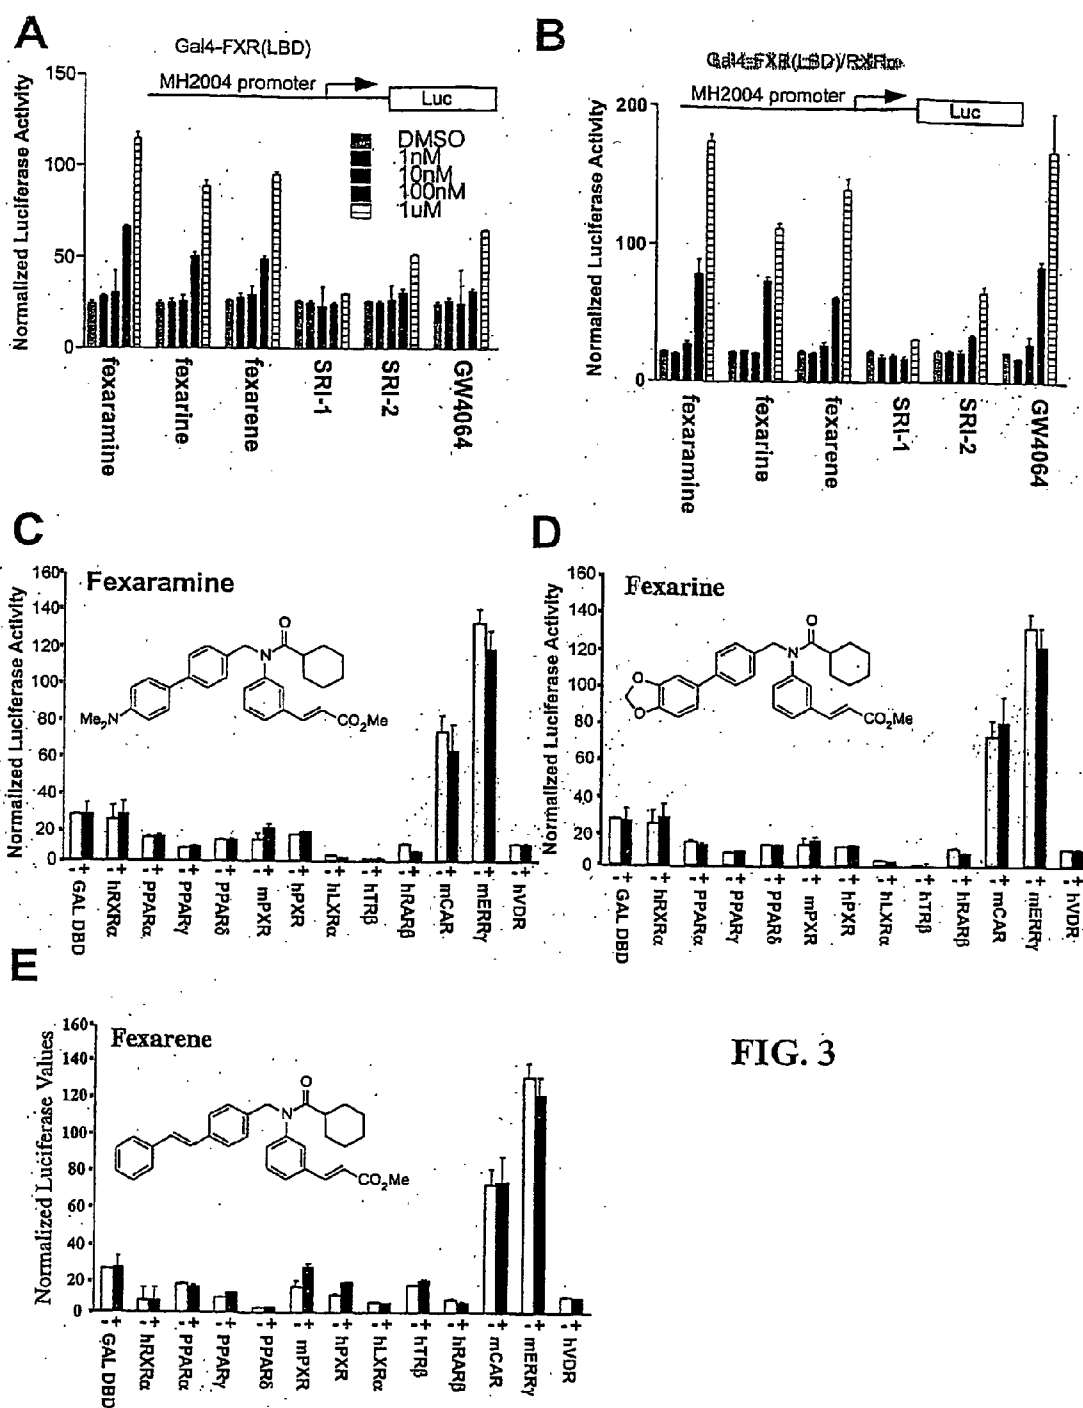 A
Gal4-FXR(LBD)
MH2004 promoter
Luc
Normalized Luciferase Activity
150
100
50
0
DMSO
1nM
10nM
100nM
1uM
fexaramine
fexarine
fexarene
SRI-1
SRI-2
GW4064
B
Gal4-FXR(LBD)/RXRα
MH2004 promoter
Luc
Normalized Luciferase Activity
200
100
0
fexaramine
fexarine
fexarene
SRI-1
SRI-2
GW4064
C
Fexaramine
Normalized Luciferase Activity
160
140
120
100
80
60
40
20
0
O
N
Me2N
CO2Me
- + - + - + - + - + - + - + - + - + - + - + - + - +
GAL DBD
hRXRα
PPARα
PPARγ
PPARδ
mPXR
hPXR
hLXRα
hTRβ
hRARβ
mCAR
mERRγ
hVDR
D
Fexarine
Normalized Luciferase Activity
160
140
120
100
80
60
40
20
0
O
N
O
O
CO2Me
- + - + - + - + - + - + - + - + - + - + - + - + - +
GAL DBD
hRXRα
PPARα
PPARγ
PPARδ
mPXR
hPXR
hLXRα
hTRβ
hRARβ
mCAR
mERRγ
hVDR
E
Fexarene
Normalized Luciferase Values
160
140
120
100
80
60
40
20
0
O
N
CO2Me
- + - + - + - + - + - + - + - + - + - + - + - + - +
GAL DBD
hRXRα
PPARα
PPARγ
PPARδ
mPXR
hPXR
hLXRα
hTRβ
hRARβ
mCAR
mERRγ
hVDR
FIG. 3